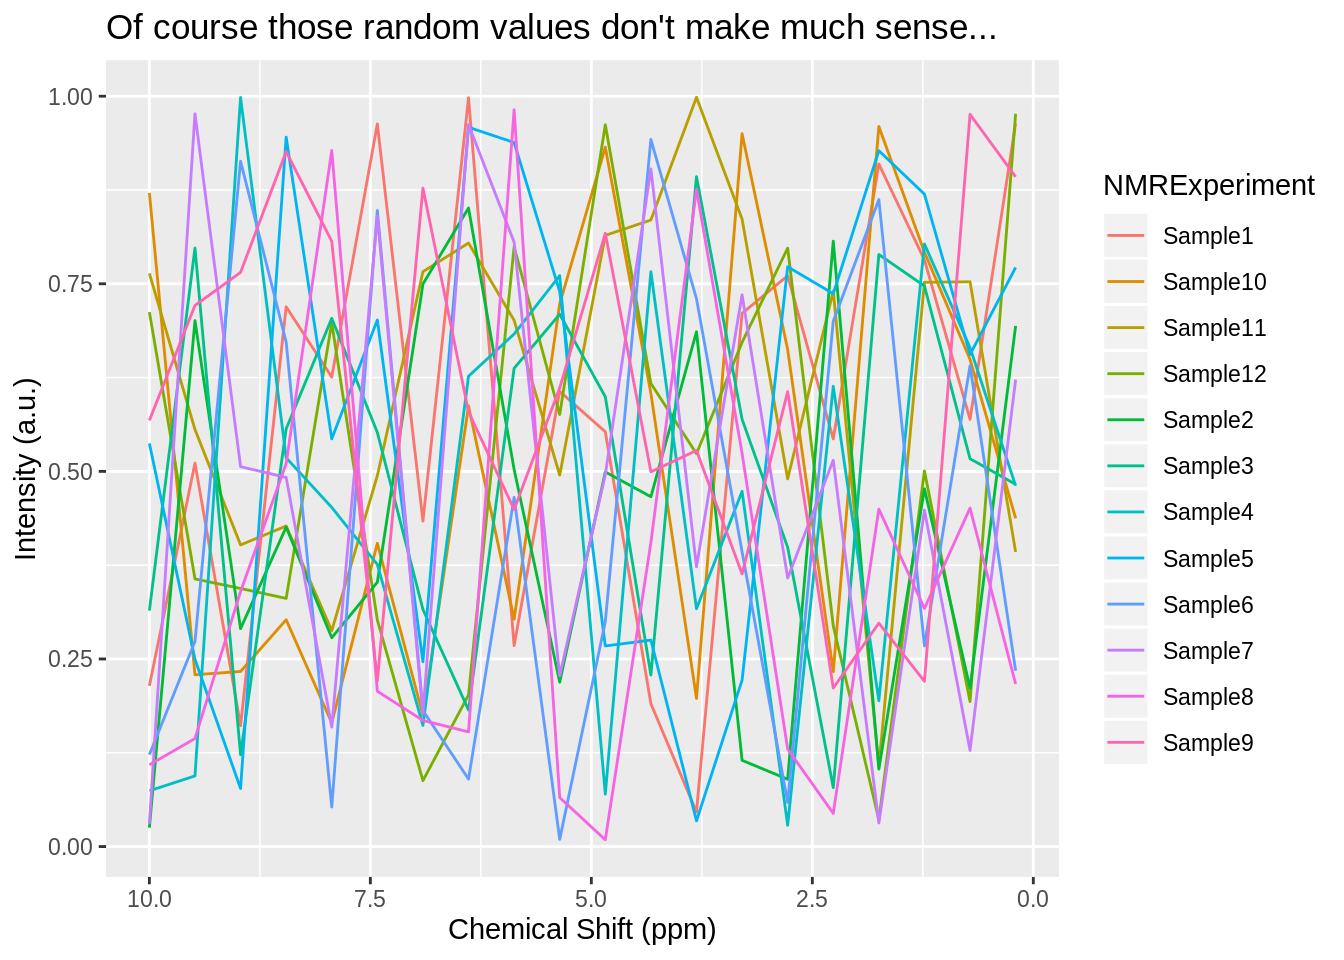 Of course those random values don't make much sense...
1.00
0.75
0.50
0.25
0.00
Intensity (a.u.)
10.0 7.5 5.0 2.5 0.0
Chemical Shift (ppm)
NMRExperiment
Sample1
Sample10
Sample11
Sample12
Sample2
Sample3
Sample4
Sample5
Sample6
Sample7
Sample8
Sample9